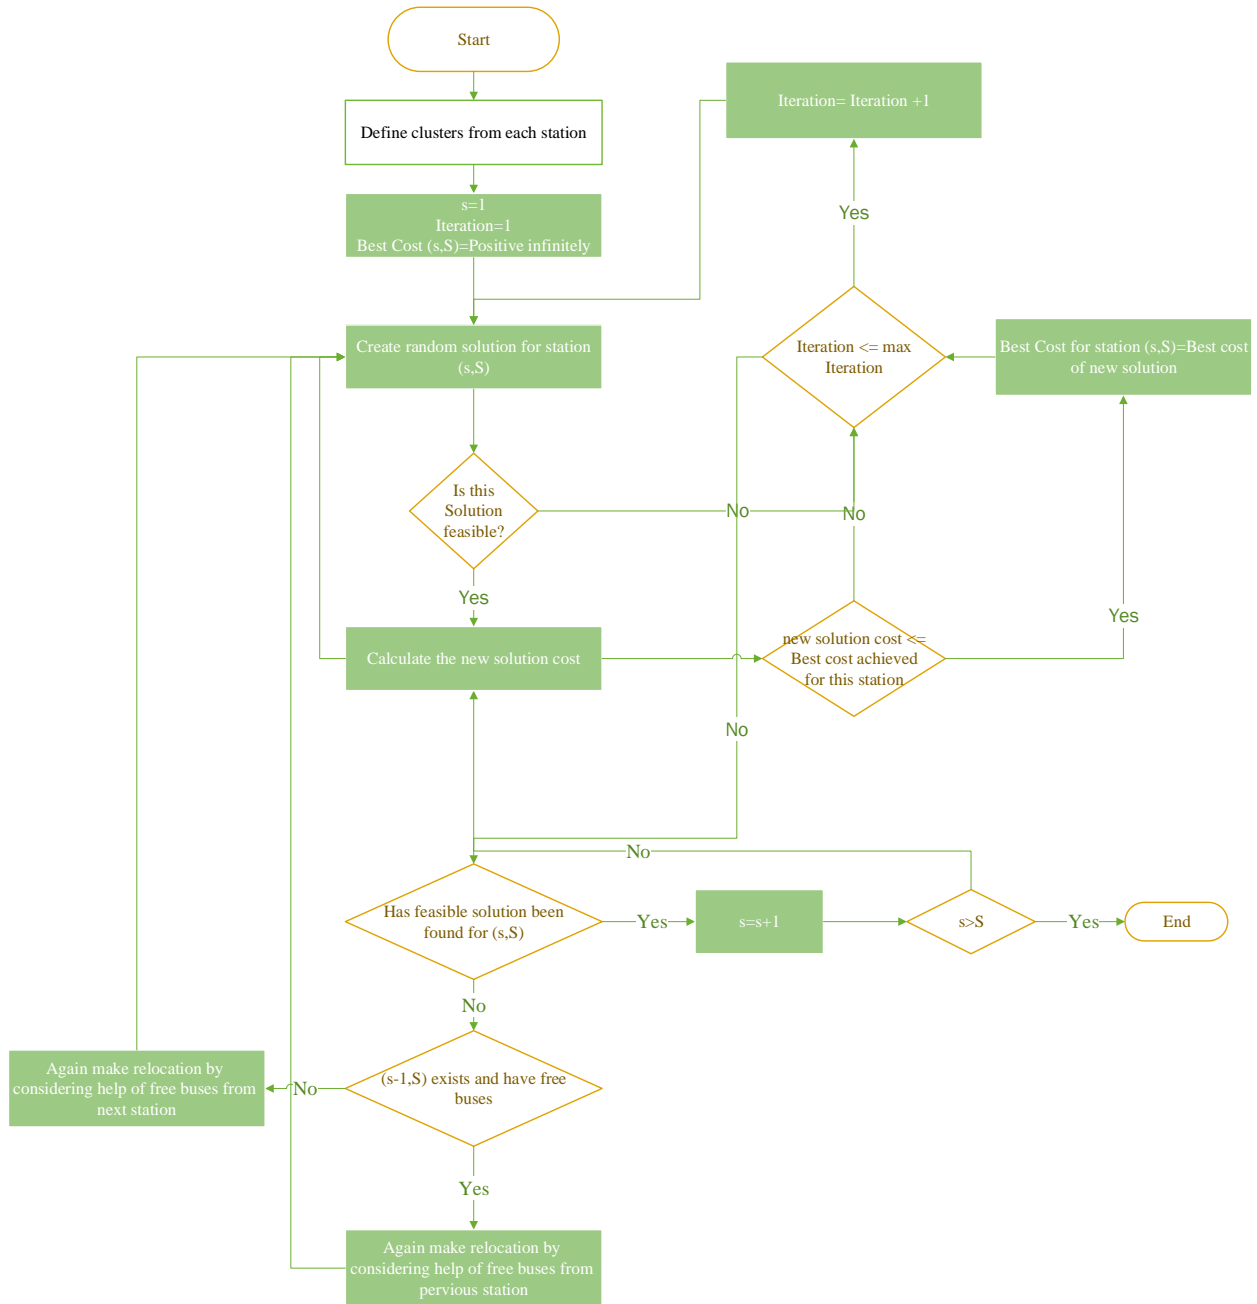 Start
Define clusters from each station
s=1
Iteration=1
Best Cost (s,S)=Positive infinitely
Iteration= Iteration +1
Yes
Create random solution for station
(s,S)
Iteration <= max
Iteration
Best Cost for station (s,S)=Best cost
of new solution
Is this
Solution
feasible?
No
No
Yes
Calculate the new solution cost
new solution cost <=
Best cost achieved
for this station
Yes
No
No
Has feasible solution been
found for (s,S)
Yes
s=s+1
s>S
Yes
End
No
(s-1,S) exists and have free
buses
No
Again make relocation by
considering help of free buses from
next station
Yes
Again make relocation by
considering help of free buses from
pervious station